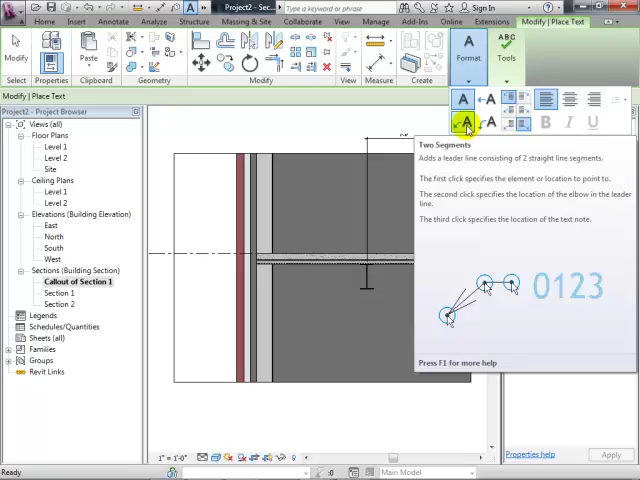 Project2 - Sec...
Type a keyword or phrase
Sign In
Home Insert Annotate Analyze Structure Massing & Site Collaborate View Manage Add-Ins Online Extensions Modify | Place Text
Modify
Paste
Format
ABC
Tools
Select Properties Clipboard Geometry Modify View Measure Create
Modify | Place Text
Project2 - Project Browser
Views (all)
Floor Plans
Level 1
Level 2
Site
Ceiling Plans
Level 1
Level 2
Elevations (Building Elevation)
East
North
South
West
Sections (Building Section)
Callout of Section 1
Section 1
Section 2
Legends
Schedules/Quantities
Sheets (all)
Families
Groups
Revit Links
B I U
Two Segments
Adds a leader line consisting of 2 straight line segments.
The first click specifies the element or location to point to.
The second click specifies the location of the elbow in the leader line.
The third click specifies the location of the text note.
0123
Press F1 for more help
Properties help
Apply
1" = 1'-0"
Ready
:0
Main Model